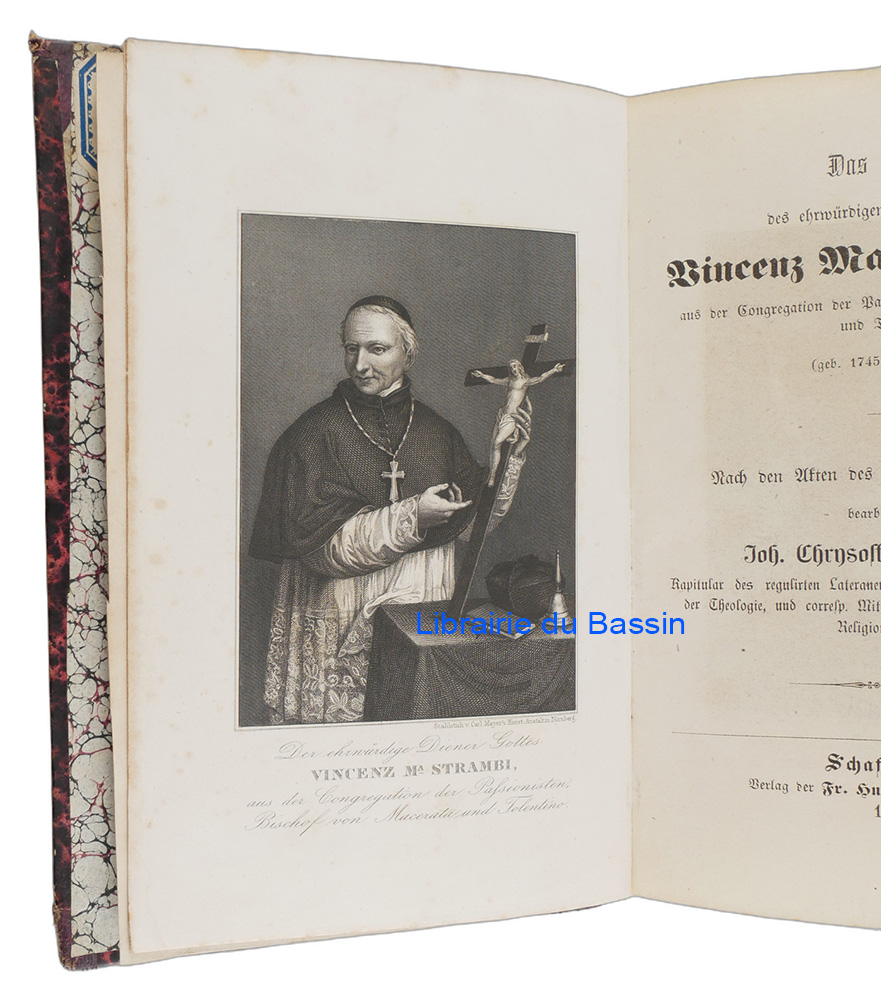 Stahlstich v. Carl Mayer's Kunst-Anstalt in Nürnberg.
Der ehrwürdige Diener Gottes
VINCENZ Mª STRAMBI,
aus der Congregation der Paſsionisten,
Bischof von Macerata und Tolentino.
Das
des ehrwürdigen
Vincenz Ma
aus der Congregation der Pa
und T
(geb. 1745
Nach den Akten des
bearb
Joh. Chrysoſt
Kapitular des regulirten Lateranen
der Theologie, und correſp. Mit
Religion
Schaf
Verlag der Fr. Hu
1
Librairie du Bassin